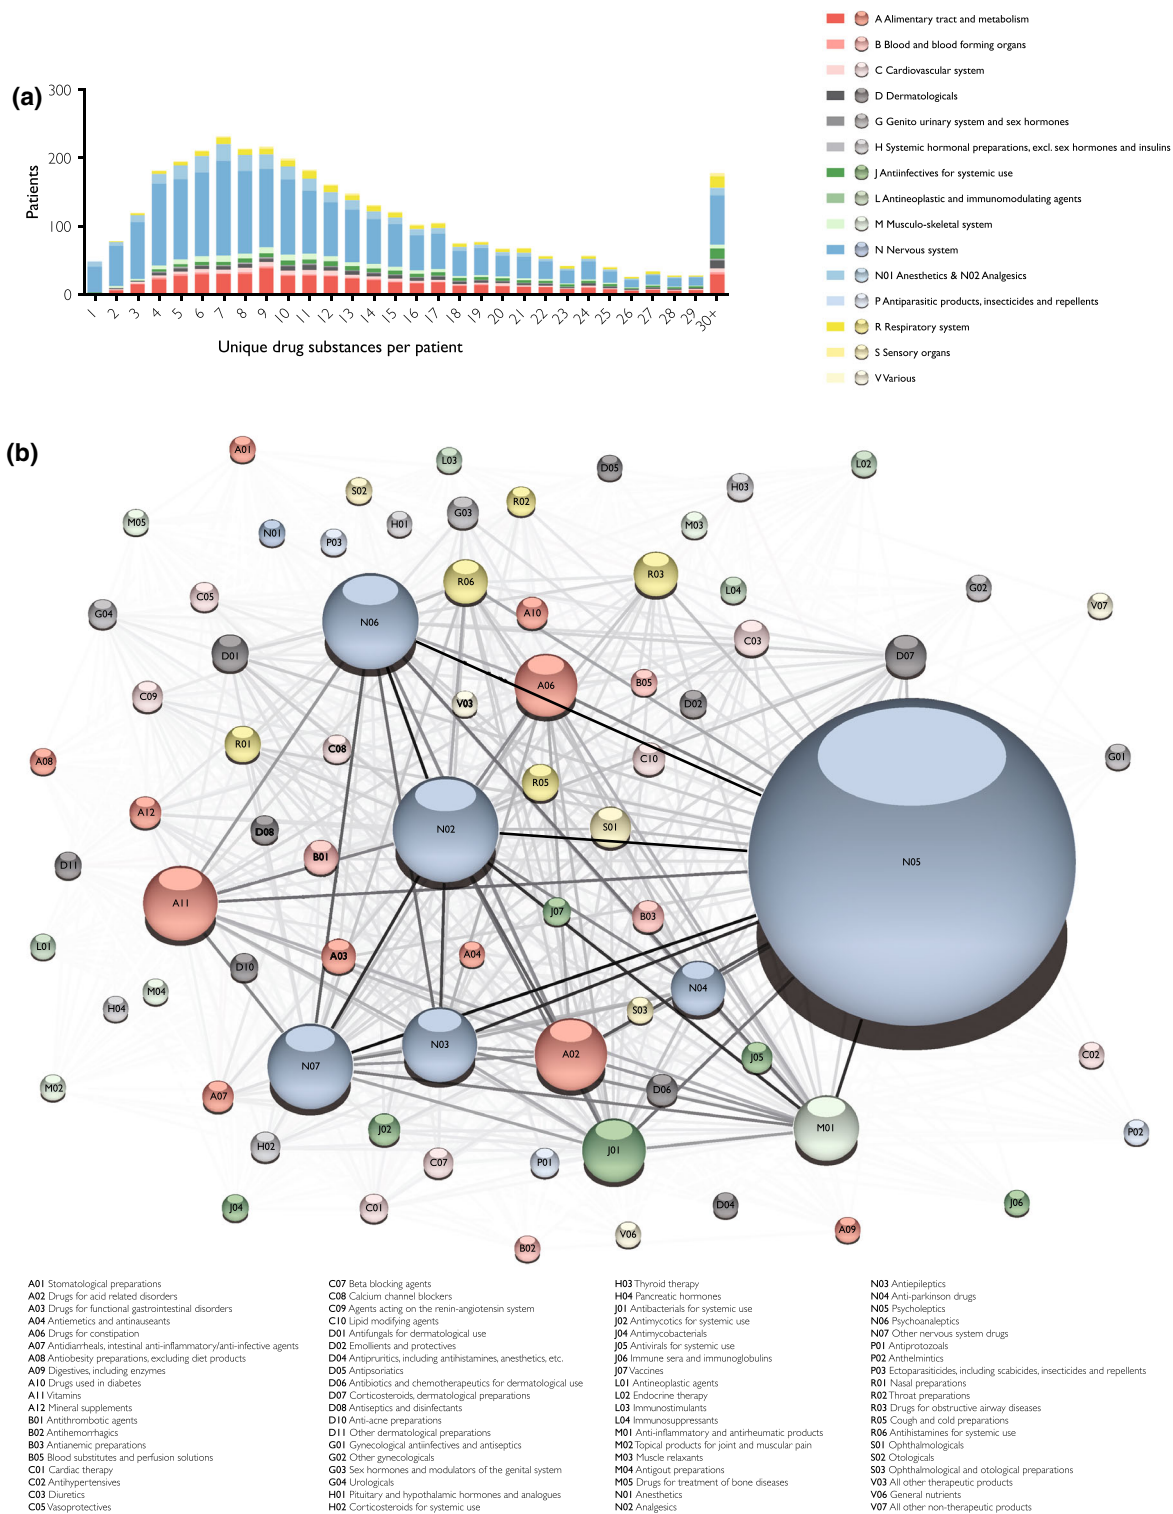 A Alimentary tract and metabolism
B Blood and blood forming organs
C Cardiovascular system
D Dermatologicals
G Genito urinary system and sex hormones
H Systemic hormonal preparations, excl. sex hormones and insulins
J Antiinfectives for systemic use
L Antineoplastic and immunomodulating agents
M Musculo-skeletal system
N Nervous system
N01 Anesthetics & N02 Analgesics
P Antiparasitic products, insecticides and repellents
R Respiratory system
S Sensory organs
V Various
(a)
300
200
100
0
Patients
1 2 3 4 5 6 7 8 9 10 11 12 13 14 15 16 17 18 19 20 21 22 23 24 25 26 27 28 29 30+
Unique drug substances per patient
(b)
A01
L03
D05
L02
S02
H03
R02
G03
M05
H01
M03
N01
P03
R03
R06
L04
G02
C05
V07
G04
A10
N06
C03
D01
D07
B05
A06
C09
V03
D02
R01
C08
G01
C10
A08
R05
A12
S01
N02
D08
B01
N05
D11
A11
J07
B03
L01
A03
A04
D10
N04
M04
H04
S03
N03
A02
C02
J05
N07
M02
D06
A07
M01
J02
P02
H02
J01
C07
P01
J06
D04
J04
C01
A09
V06
B02
A01 Stomatological preparations
A02 Drugs for acid related disorders
A03 Drugs for functional gastrointestinal disorders
A04 Antiemetics and antinauseants
A06 Drugs for constipation
A07 Antidiarrheals, intestinal anti-inflammatory/anti-infective agents
A08 Antiobesity preparations, excluding diet products
A09 Digestives, including enzymes
A10 Drugs used in diabetes
A11 Vitamins
A12 Mineral supplements
B01 Antithrombotic agents
B02 Antihemorrhagics
B03 Antianemic preparations
B05 Blood substitutes and perfusion solutions
C01 Cardiac therapy
C02 Antihypertensives
C03 Diuretics
C05 Vasoprotectives
C07 Beta blocking agents
C08 Calcium channel blockers
C09 Agents acting on the renin-angiotensin system
C10 Lipid modifying agents
D01 Antifungals for dermatological use
D02 Emollients and protectives
D04 Antipruritics, including antihistamines, anesthetics, etc.
D05 Antipsoriatics
D06 Antibiotics and chemotherapeutics for dermatological use
D07 Corticosteroids, dermatological preparations
D08 Antiseptics and disinfectants
D10 Anti-acne preparations
D11 Other dermatological preparations
G01 Gynecological antiinfectives and antiseptics
G02 Other gynecologicals
G03 Sex hormones and modulators of the genital system
G04 Urologicals
H01 Pituitary and hypothalamic hormones and analogues
H02 Corticosteroids for systemic use
H03 Thyroid therapy
H04 Pancreatic hormones
J01 Antibacterials for systemic use
J02 Antimycotics for systemic use
J04 Antimycobacterials
J05 Antivirals for systemic use
J06 Immune sera and immunoglobulins
J07 Vaccines
L01 Antineoplastic agents
L02 Endocrine therapy
L03 Immunostimulants
L04 Immunosuppressants
M01 Anti-inflammatory and antirheumatic products
M02 Topical products for joint and muscular pain
M03 Muscle relaxants
M04 Antigout preparations
M05 Drugs for treatment of bone diseases
N01 Anesthetics
N02 Analgesics
N03 Antiepileptics
N04 Anti-parkinson drugs
N05 Psycholeptics
N06 Psychoanaleptics
N07 Other nervous system drugs
P01 Antiprotozoals
P02 Anthelmintics
P03 Ectoparasiticides, including scabicides, insecticides and repellents
R01 Nasal preparations
R02 Throat preparations
R03 Drugs for obstructive airway diseases
R05 Cough and cold preparations
R06 Antihistamines for systemic use
S01 Ophthalmologicals
S02 Otologicals
S03 Ophthalmological and otological preparations
V03 All other therapeutic products
V06 General nutrients
V07 All other non-therapeutic products